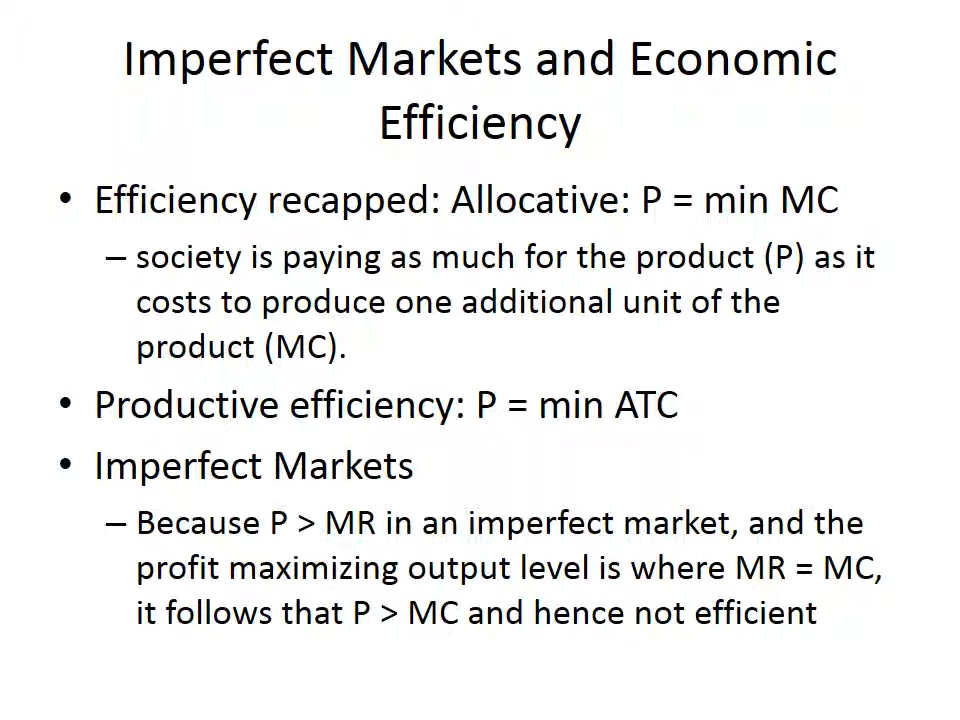 Imperfect Markets and Economic
Efficiency
• Efficiency recapped: Allocative: P = min MC
– society is paying as much for the product (P) as it
costs to produce one additional unit of the
product (MC).
• Productive efficiency: P = min ATC
• Imperfect Markets
– Because P > MR in an imperfect market, and the
profit maximizing output level is where MR = MC,
it follows that P > MC and hence not efficient